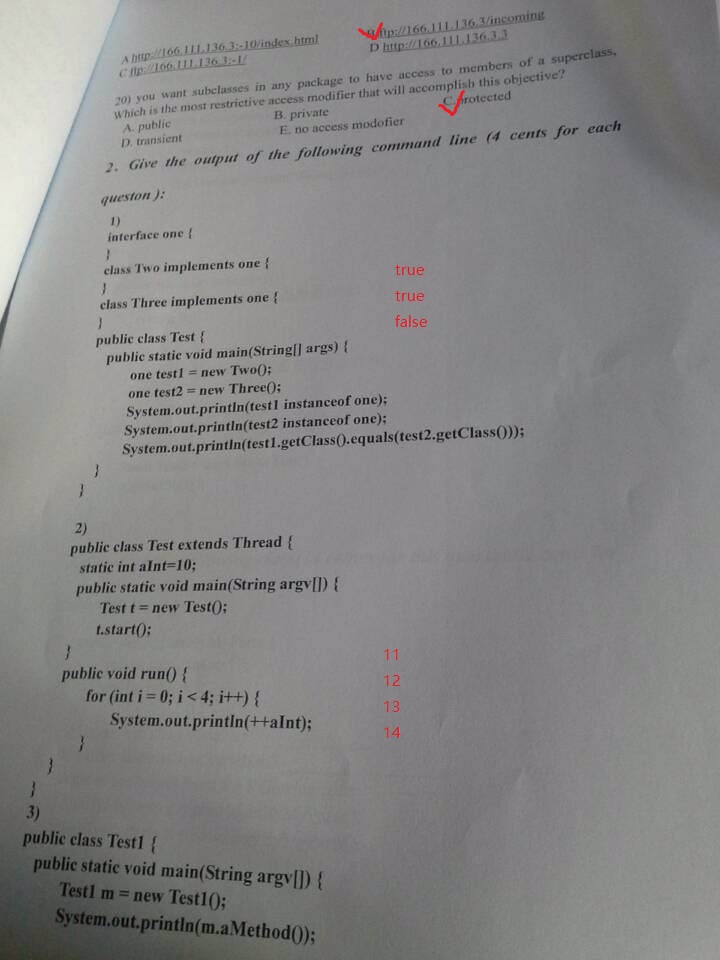 A http://166.111.136.3:-10/index.html B ftp://166.111.136.3/incoming
C ftp://166.111.136.3:-1/ D http://166.111.136.3.3
20) you want subclasses in any package to have access to members of a superclass,
Which is the most restrictive access modifier that will accomplish this objective?
A. public B. private C. protected
D. transient E. no access modofier
2. Give the output of the following command line (4 cents for each
queston ):
1)
interface one {
}
class Two implements one {
}
true
class Three implements one {
true
}
false
public class Test {
public static void main(String[] args) {
one test1 = new Two();
one test2 = new Three();
System.out.println(test1 instanceof one);
System.out.println(test2 instanceof one);
System.out.println(test1.getClass().equals(test2.getClass()));
}
}
2)
public class Test extends Thread {
static int aInt=10;
public static void main(String argv[]) {
Test t = new Test();
t.start();
}
11
public void run() {
12
for (int i = 0; i < 4; i++) {
13
System.out.println(++aInt);
14
}
}
}
3)
public class Test1 {
public static void main(String argv[]) {
Test1 m = new Test1();
System.out.println(m.aMethod());